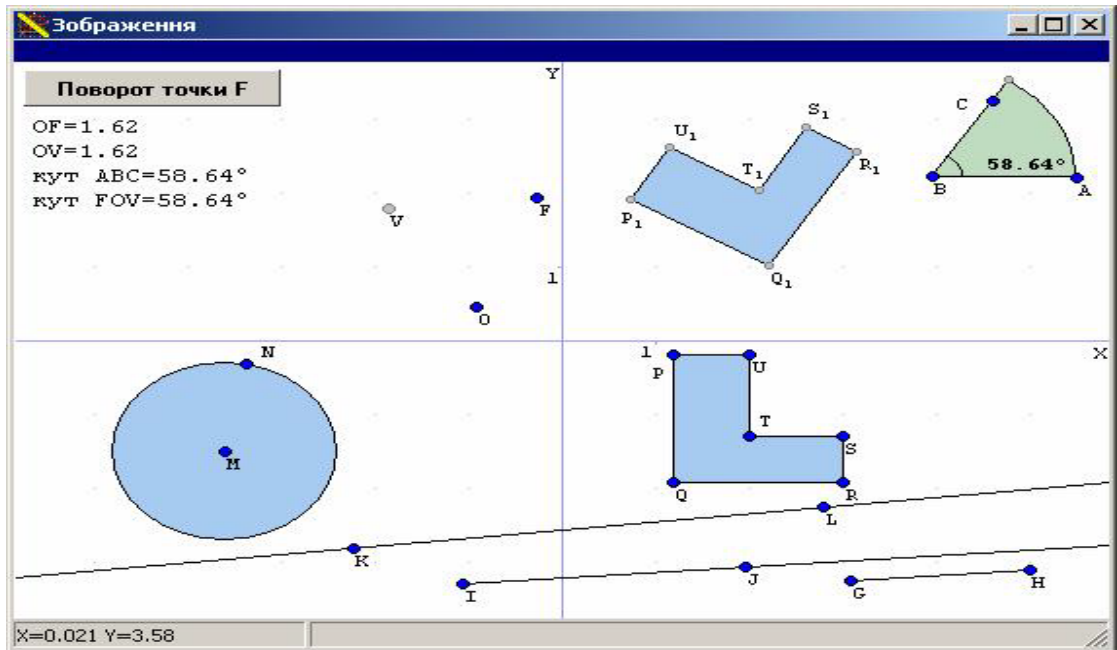 Зображення
Поворот точки F
OF=1.62
OV=1.62
кут ABC=58.64°
кут FOV=58.64°
Y
S₁
C
U₁
T₁
R₁
58.64°
B
A
P₁
V
F
Q₁
1
O
N
1
X
P
U
T
M
S
Q
R
L
K
J
I
G
H
X=0.021 Y=3.58